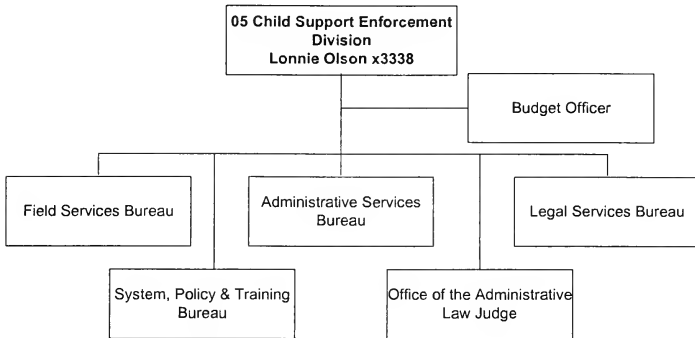 05 Child Support Enforcement
Division
Lonnie Olson x3338
Budget Officer
Field Services Bureau
Administrative Services
Bureau
Legal Services Bureau
System, Policy & Training
Bureau
Office of the Administrative
Law Judge